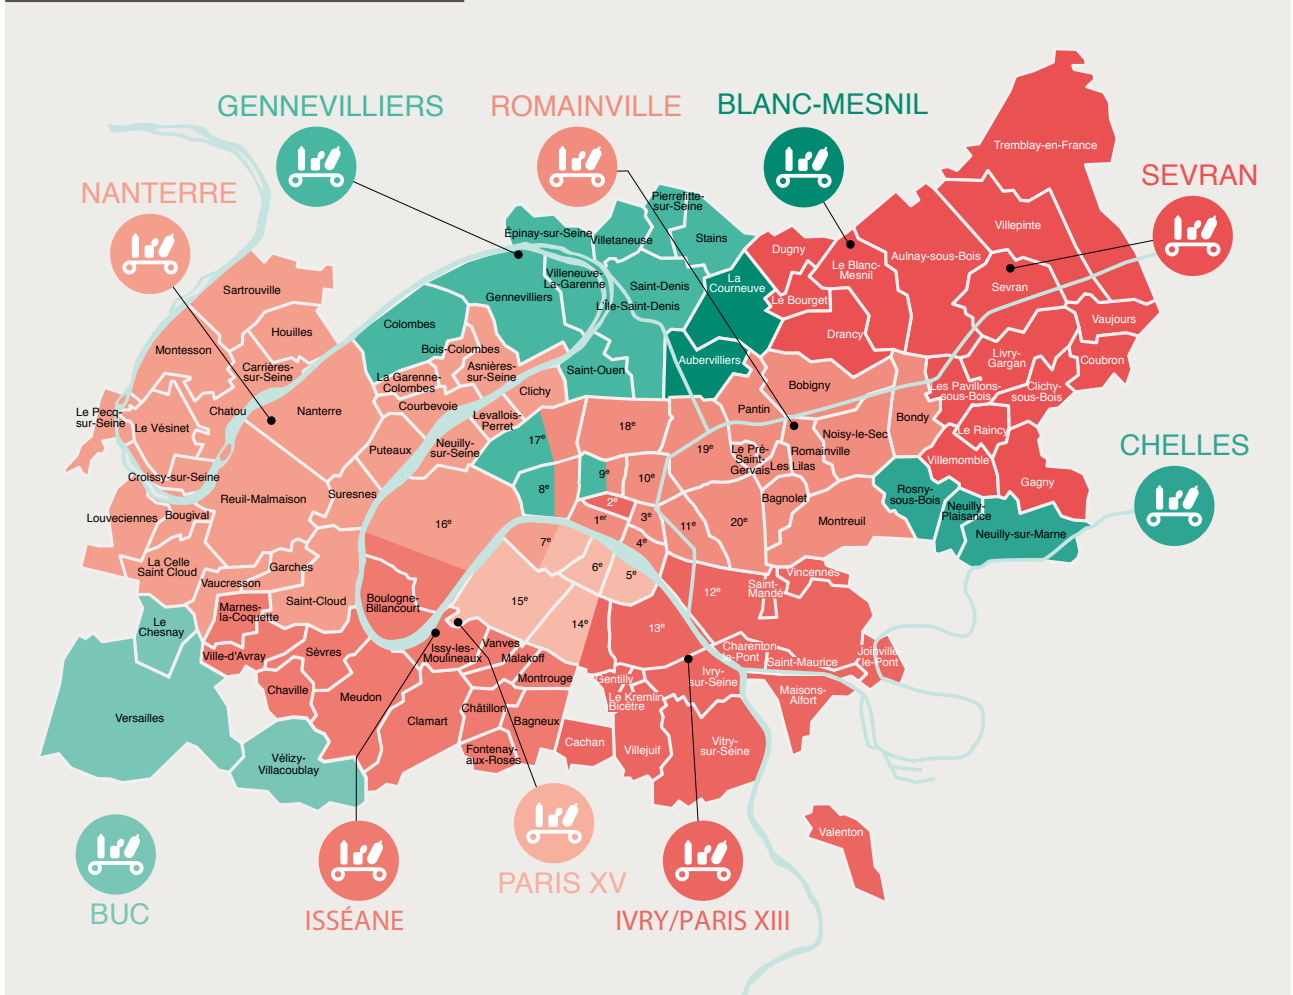 GENNEVILLIERS
ROMAINVILLE
BLANC-MESNIL
NANTERRE
SEVRAN
CHELLES
BUC
ISSÉANE
PARIS XV
IVRY/PARIS XIII
Tremblay-en-France
Villepinte
Sevran
Aulnay-sous-Bois
Dugny
Le Blanc-
Mesnil
Le Bourget
Drancy
Vaujours
Coubron
Livry-
Gargan
Clichy-
sous-Bois
Les Pavillons-
sous-Bois
Le Raincy
Villemomble
Gagny
Pierrefitte-
sur-Seine
Épinay-sur-Seine
Villetaneuse
Stains
Villeneuve-
La-Garenne
Gennevilliers
Saint-Denis
L'Île-Saint-Denis
La
Courneuve
Aubervilliers
Saint-Ouen
Colombes
Bois-Colombes
Asnières-
sur-Seine
La Garenne-
Colombes
Courbevoie
Clichy
Levallois-
Perret
Neuilly-
sur-Seine
Puteaux
Suresnes
Sartrouville
Houilles
Montesson
Carrières-
sur-Seine
Le Pecq-
sur-Seine
Le Vésinet
Chatou
Nanterre
Croissy-sur-Seine
Reuil-Malmaison
Louveciennes
Bougival
La Celle
Saint Cloud
Garches
Vaucresson
Marnes-
la-Coquette
Saint-Cloud
Boulogne-
Billancourt
Le
Chesnay
Ville-d'Avray
Sèvres
Chaville
Meudon
Versailles
Vélizy-
Villacoublay
Issy-les-
Moulineaux
Vanves
Malakoff
Montrouge
Clamart
Châtillon
Bagneux
Fontenay-
aux-Roses
Cachan
Gentilly
Le Kremlin
Bicêtre
Villejuif
Vitry-
sur-Seine
Ivry-
sur-Seine
Charenton
le-Pont
Saint-Maurice
Joinville-
le-Pont
Maisons-
Alfort
Valenton
Saint-
Mandé
Vincennes
Bobigny
Pantin
Bondy
Noisy-le-Sec
Romainville
Le Pré-
Saint-
Gervais
Les Lilas
Bagnolet
Montreuil
Rosny-
sous-Bois
Neuilly-
Plaisance
Neuilly-sur-Marne
17e
18e
19e
8e
9e
10e
2e
1er
3e
11e
20e
16e
7e
4e
6e
5e
12e
15e
14e
13e